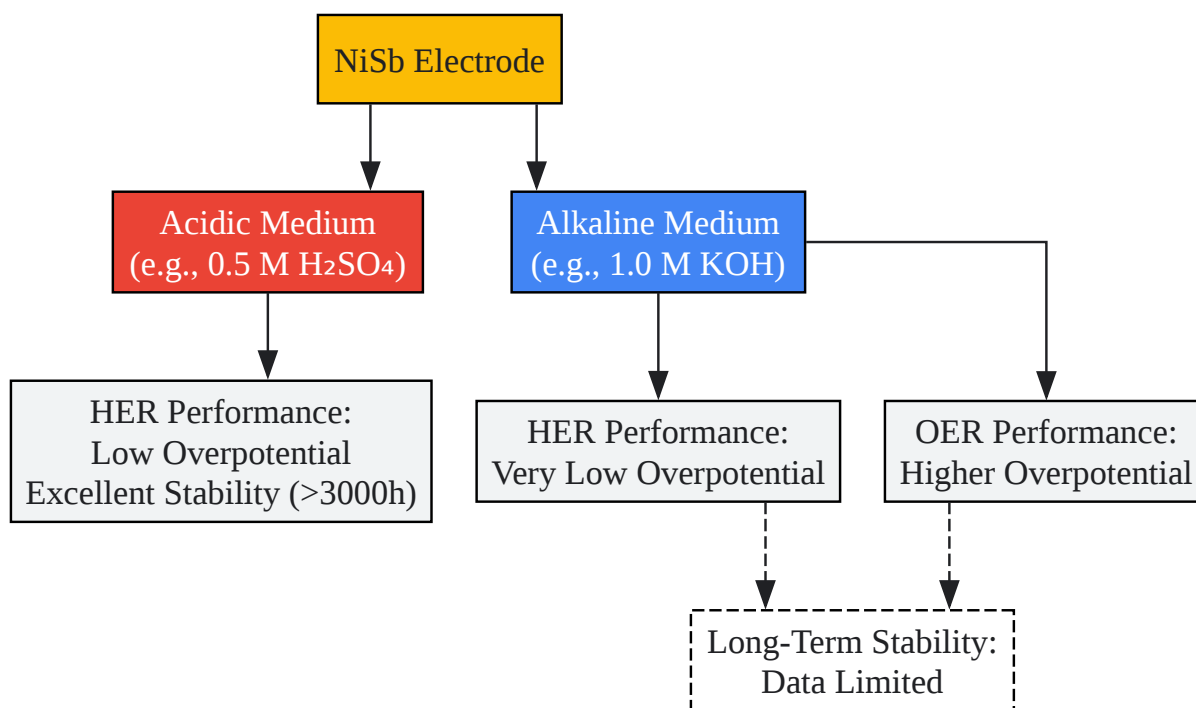 NiSb Electrode
Acidic Medium
(e.g., 0.5 M H₂SO₄)
Alkaline Medium
(e.g., 1.0 M KOH)
HER Performance:
Low Overpotential
Excellent Stability (>3000h)
HER Performance:
Very Low Overpotential
OER Performance:
Higher Overpotential
Long-Term Stability:
Data Limited